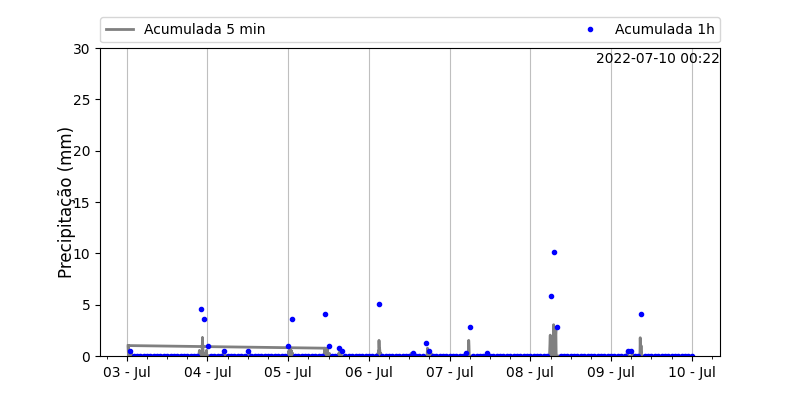 Acumulada 5 min
Acumulada 1h
2022-07-10 00:22
Precipitação (mm)
30
25
20
15
10
5
0
03 - Jul
04 - Jul
05 - Jul
06 - Jul
07 - Jul
08 - Jul
09 - Jul
10 - Jul